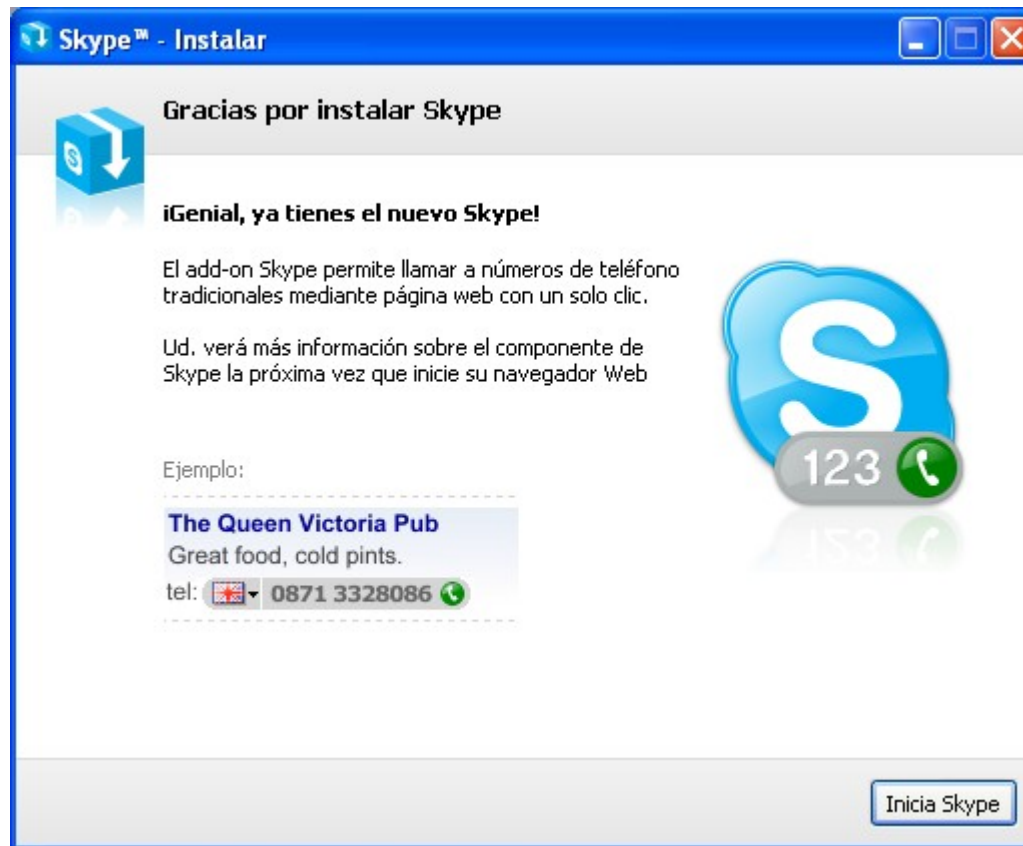 Skype™ - Instalar
Gracias por instalar Skype
¡Genial, ya tienes el nuevo Skype!
El add-on Skype permite llamar a números de teléfono
tradicionales mediante página web con un solo clic.
Ud. verá más información sobre el componente de
Skype la próxima vez que inicie su navegador Web
S
123
Ejemplo:
The Queen Victoria Pub
Great food, cold pints.
tel: 0871 3328086
Inicia Skype